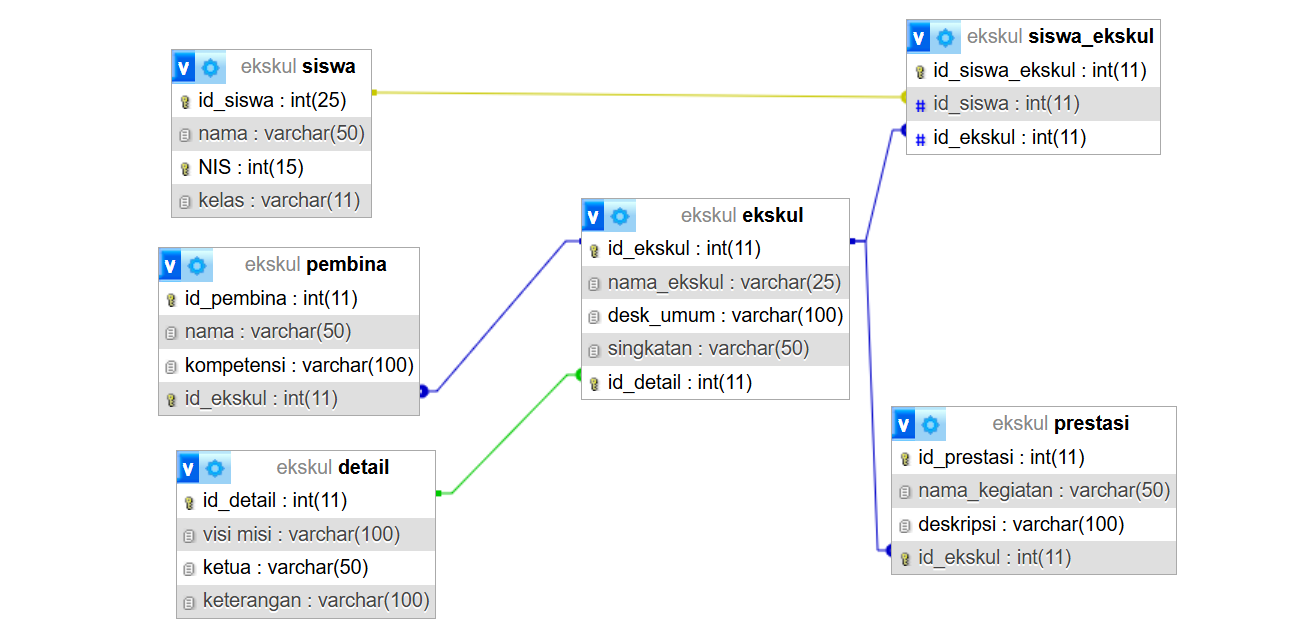 ekskul siswa
id_siswa : int(25)
nama : varchar(50)
NIS : int(15)
kelas : varchar(11)
ekskul siswa_ekskul
id_siswa_ekskul : int(11)
# id_siswa : int(11)
# id_ekskul : int(11)
ekskul pembina
id_pembina : int(11)
nama : varchar(50)
kompetensi : varchar(100)
id_ekskul : int(11)
ekskul ekskul
id_ekskul : int(11)
nama_ekskul : varchar(25)
desk_umum : varchar(100)
singkatan : varchar(50)
id_detail : int(11)
ekskul detail
id_detail : int(11)
visi misi : varchar(100)
ketua : varchar(50)
keterangan : varchar(100)
ekskul prestasi
id_prestasi : int(11)
nama_kegiatan : varchar(50)
deskripsi : varchar(100)
id_ekskul : int(11)